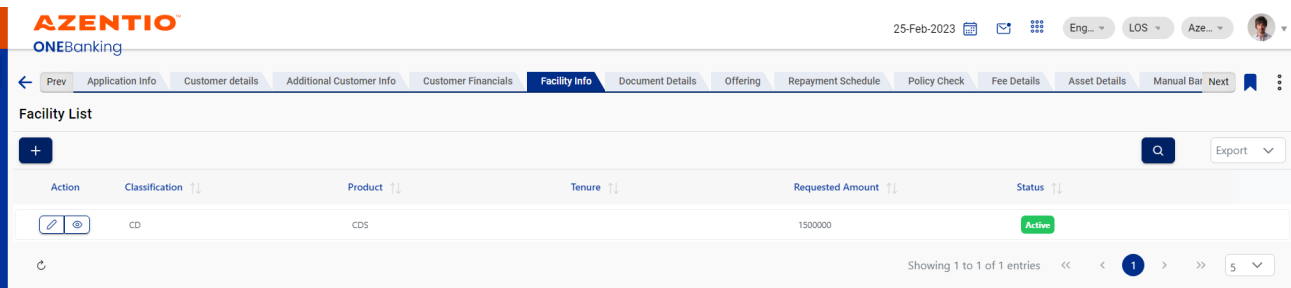 AZENTIO™
ONEBanking
25-Feb-2023 Eng... LOS Aze...
Prev Application Info Customer details Additional Customer Info Customer Financials Facility Info Document Details Offering Repayment Schedule Policy Check Fee Details Asset Details Manual Bar Next
Facility List
+ Export
Action Classification Product Tenure Requested Amount Status
CD CDS 1500000 Active
Showing 1 to 1 of 1 entries << < 1 > >> 5